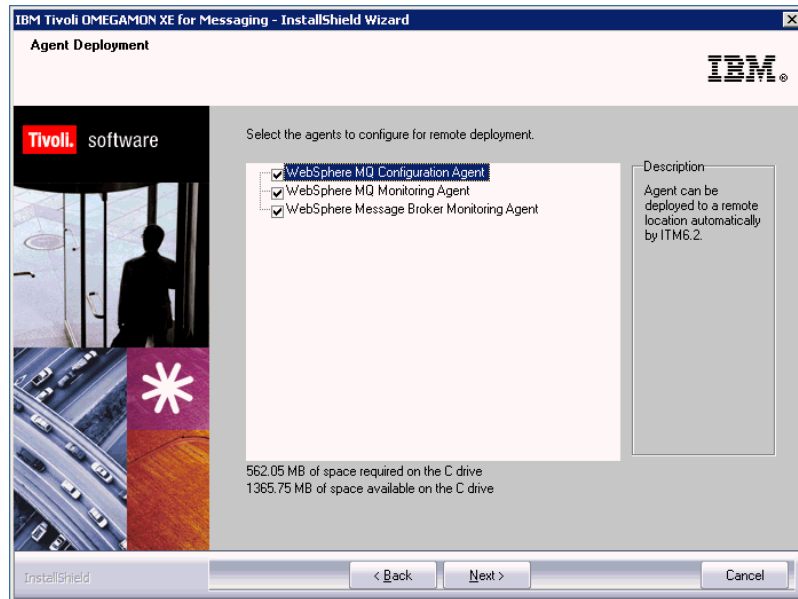 IBM Tivoli OMEGAMON XE for Messaging - InstallShield Wizard
Agent Deployment
IBM®
Tivoli. software
Select the agents to configure for remote deployment.
WebSphere MQ Configuration Agent
WebSphere MQ Monitoring Agent
WebSphere Message Broker Monitoring Agent
Description
Agent can be
deployed to a remote
location automatically
by ITM6.2.
562.05 MB of space required on the C drive
1365.75 MB of space available on the C drive
InstallShield
< Back
Next >
Cancel